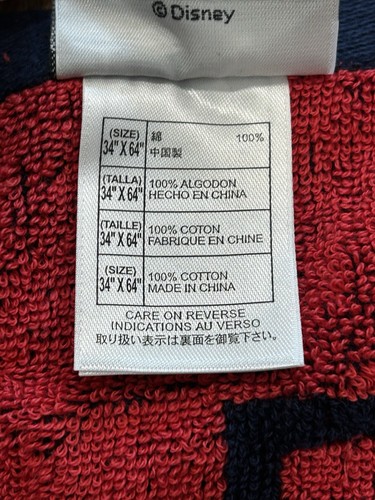 ©Disney
(SIZE)
34" X 64"
綿 100%
中国製
(TALLA)
34" X 64"
100% ALGODON
HECHO EN CHINA
(TAILLE)
34" X 64"
100% COTON
FABRIQUE EN CHINE
(SIZE)
34" X 64"
100% COTTON
MADE IN CHINA
CARE ON REVERSE
INDICATIONS AU VERSO
取り扱い表示は裏面を御覧下さい。